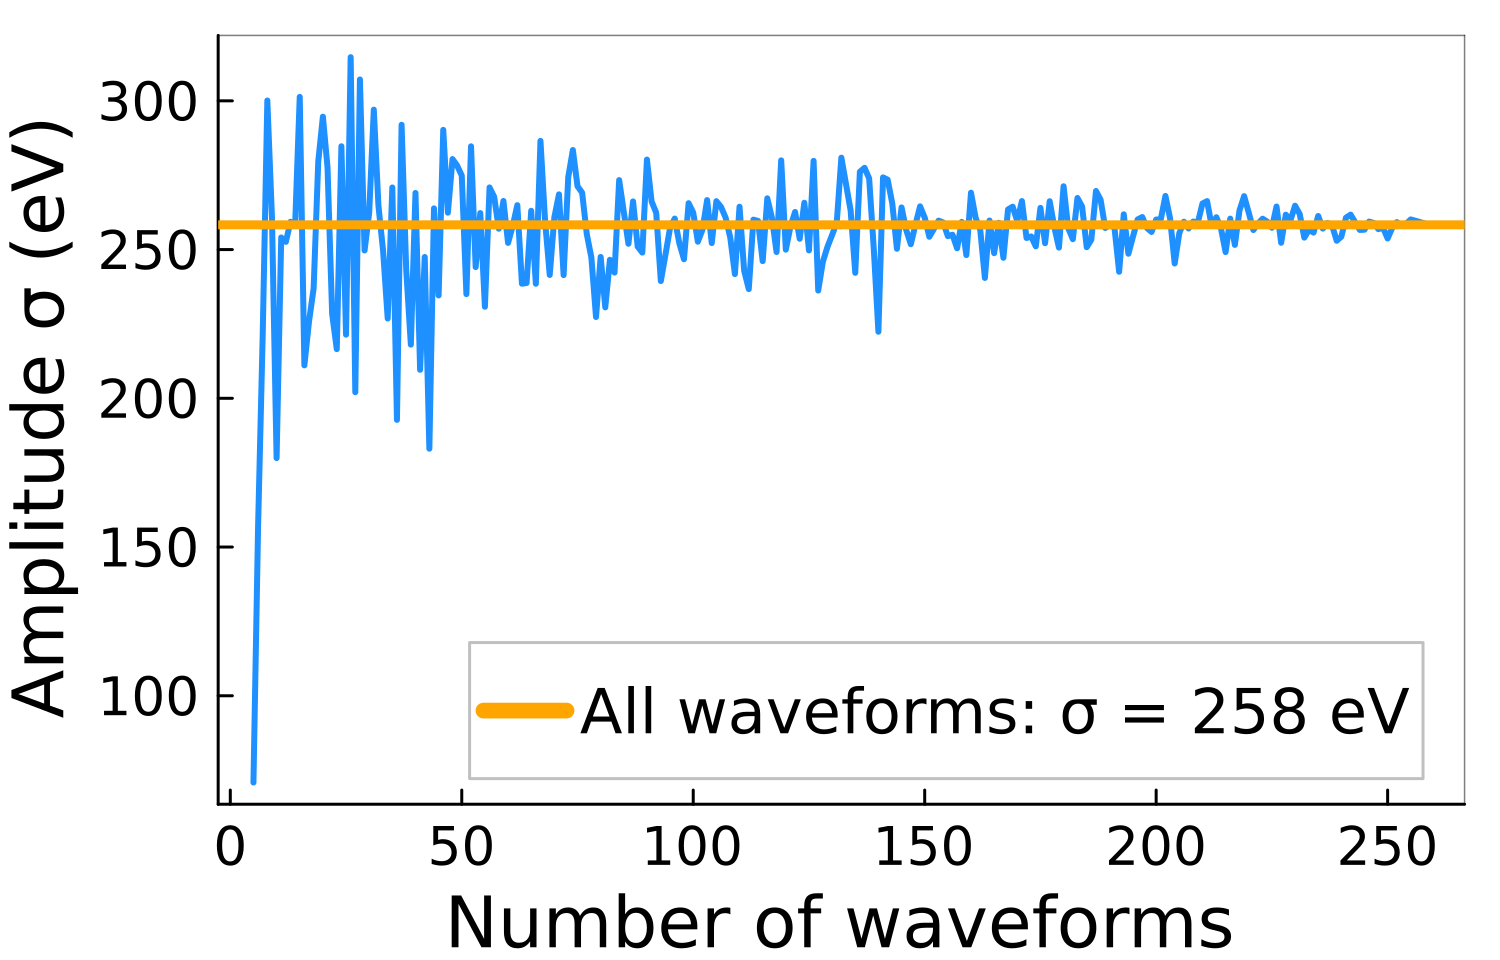 Amplitude σ (eV)
300
250
200
150
100
All waveforms: σ = 258 eV
0 50 100 150 200 250
Number of waveforms